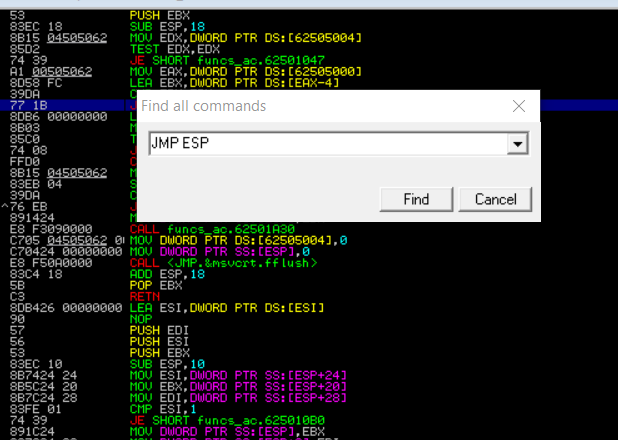 53 PUSH EBX
83EC 18 SUB ESP,18
8B15 04505062 MOV EDX,DWORD PTR DS:[62505004]
85D2 TEST EDX,EDX
74 39 JE SHORT funcs_ac.62501047
A1 00505062 MOV EAX,DWORD PTR DS:[62505000]
8D58 FC LEA EBX,DWORD PTR DS:[EAX-4]
39DA C
77 1B J
Find all commands
8DB6 00000000 L
8B03 M
JMP ESP
85C0 T
74 08 J
FFD0 C
8B15 04505062 M
83EB 04 S
Find Cancel
39DA C
^76 EB J
891424 M
E8 F3090000 CALL funcs_ac.62501A30
C705 04505062 0 MOV DWORD PTR DS:[62505004],0
C70424 00000000 MOV DWORD PTR SS:[ESP],0
E8 F50A0000 CALL <JMP.&msvcrt.fflush>
83C4 18 ADD ESP,18
5B POP EBX
C3 RETN
8DB426 00000000 LEA ESI,DWORD PTR DS:[ESI]
90 NOP
57 PUSH EDI
56 PUSH ESI
53 PUSH EBX
83EC 10 SUB ESP,10
8B7424 24 MOV ESI,DWORD PTR SS:[ESP+24]
8B5C24 20 MOV EBX,DWORD PTR SS:[ESP+20]
8B7C24 28 MOV EDI,DWORD PTR SS:[ESP+28]
83FE 01 CMP ESI,1
74 39 JE SHORT funcs_ac.625010B0
891C24 MOV DWORD PTR SS:[ESP],EBX